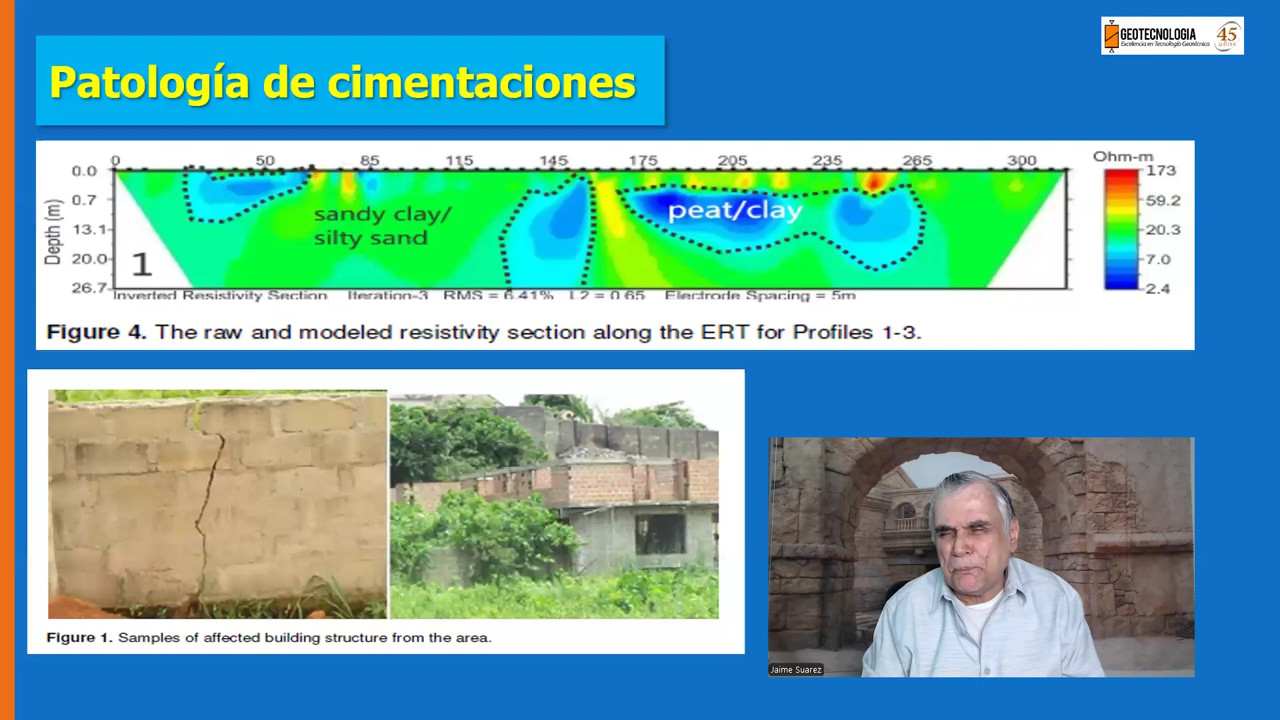 GEOTECNOLOGIA
Excelencia en Tecnología Geotécnica
45
años
Patología de cimentaciones
0 50 85 115 145 175 205 235 265 300
Ohm-m
0.0
0.7
13.1
20.0
26.7
Depth (m)
sandy clay/
silty sand
peat/clay
1
173
59.2
20.3
7.0
2.4
Inverted Resistivity Section Iteration-3 RMS = 6.41% L2 = 0.65 Electrode Spacing = 5m
Figure 4. The raw and modeled resistivity section along the ERT for Profiles 1-3.
Figure 1. Samples of affected building structure from the area.
Jaime Suarez